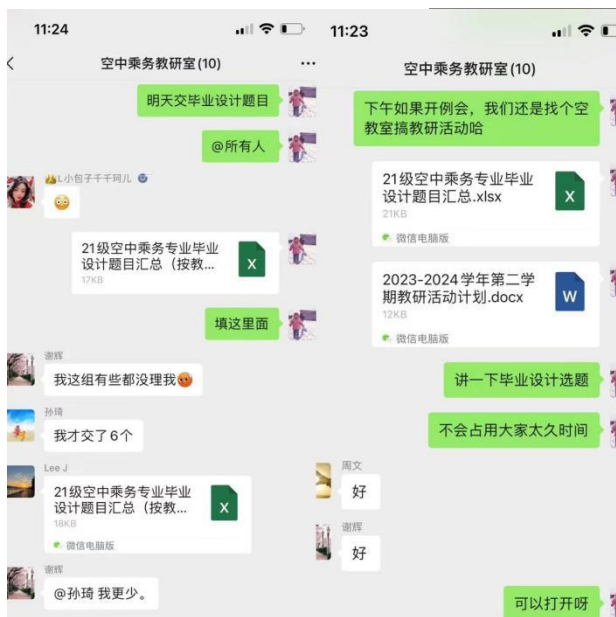 11:24
空中乘务教研室(10)
明天交毕业设计题目
@所有人
L小包子千千珂儿
21级空中乘务专业毕业
设计题目汇总（按教...
17KB
填这里面
谢辉
我这组有些都没理我
孙琦
我才交了6个
Lee J
21级空中乘务专业毕业
设计题目汇总（按教...
18KB
微信电脑版
谢辉
@孙琦 我更少。
11:23
空中乘务教研室(10)
下午如果开例会，我们还是找个空
教室搞教研活动哈
21级空中乘务专业毕业
设计题目汇总.xlsx
21KB
微信电脑版
2023-2024学年第二学
期教研活动计划.docx
12KB
微信电脑版
讲一下毕业设计选题
不会占用大家太久时间
周文
好
谢辉
好
可以打开呀